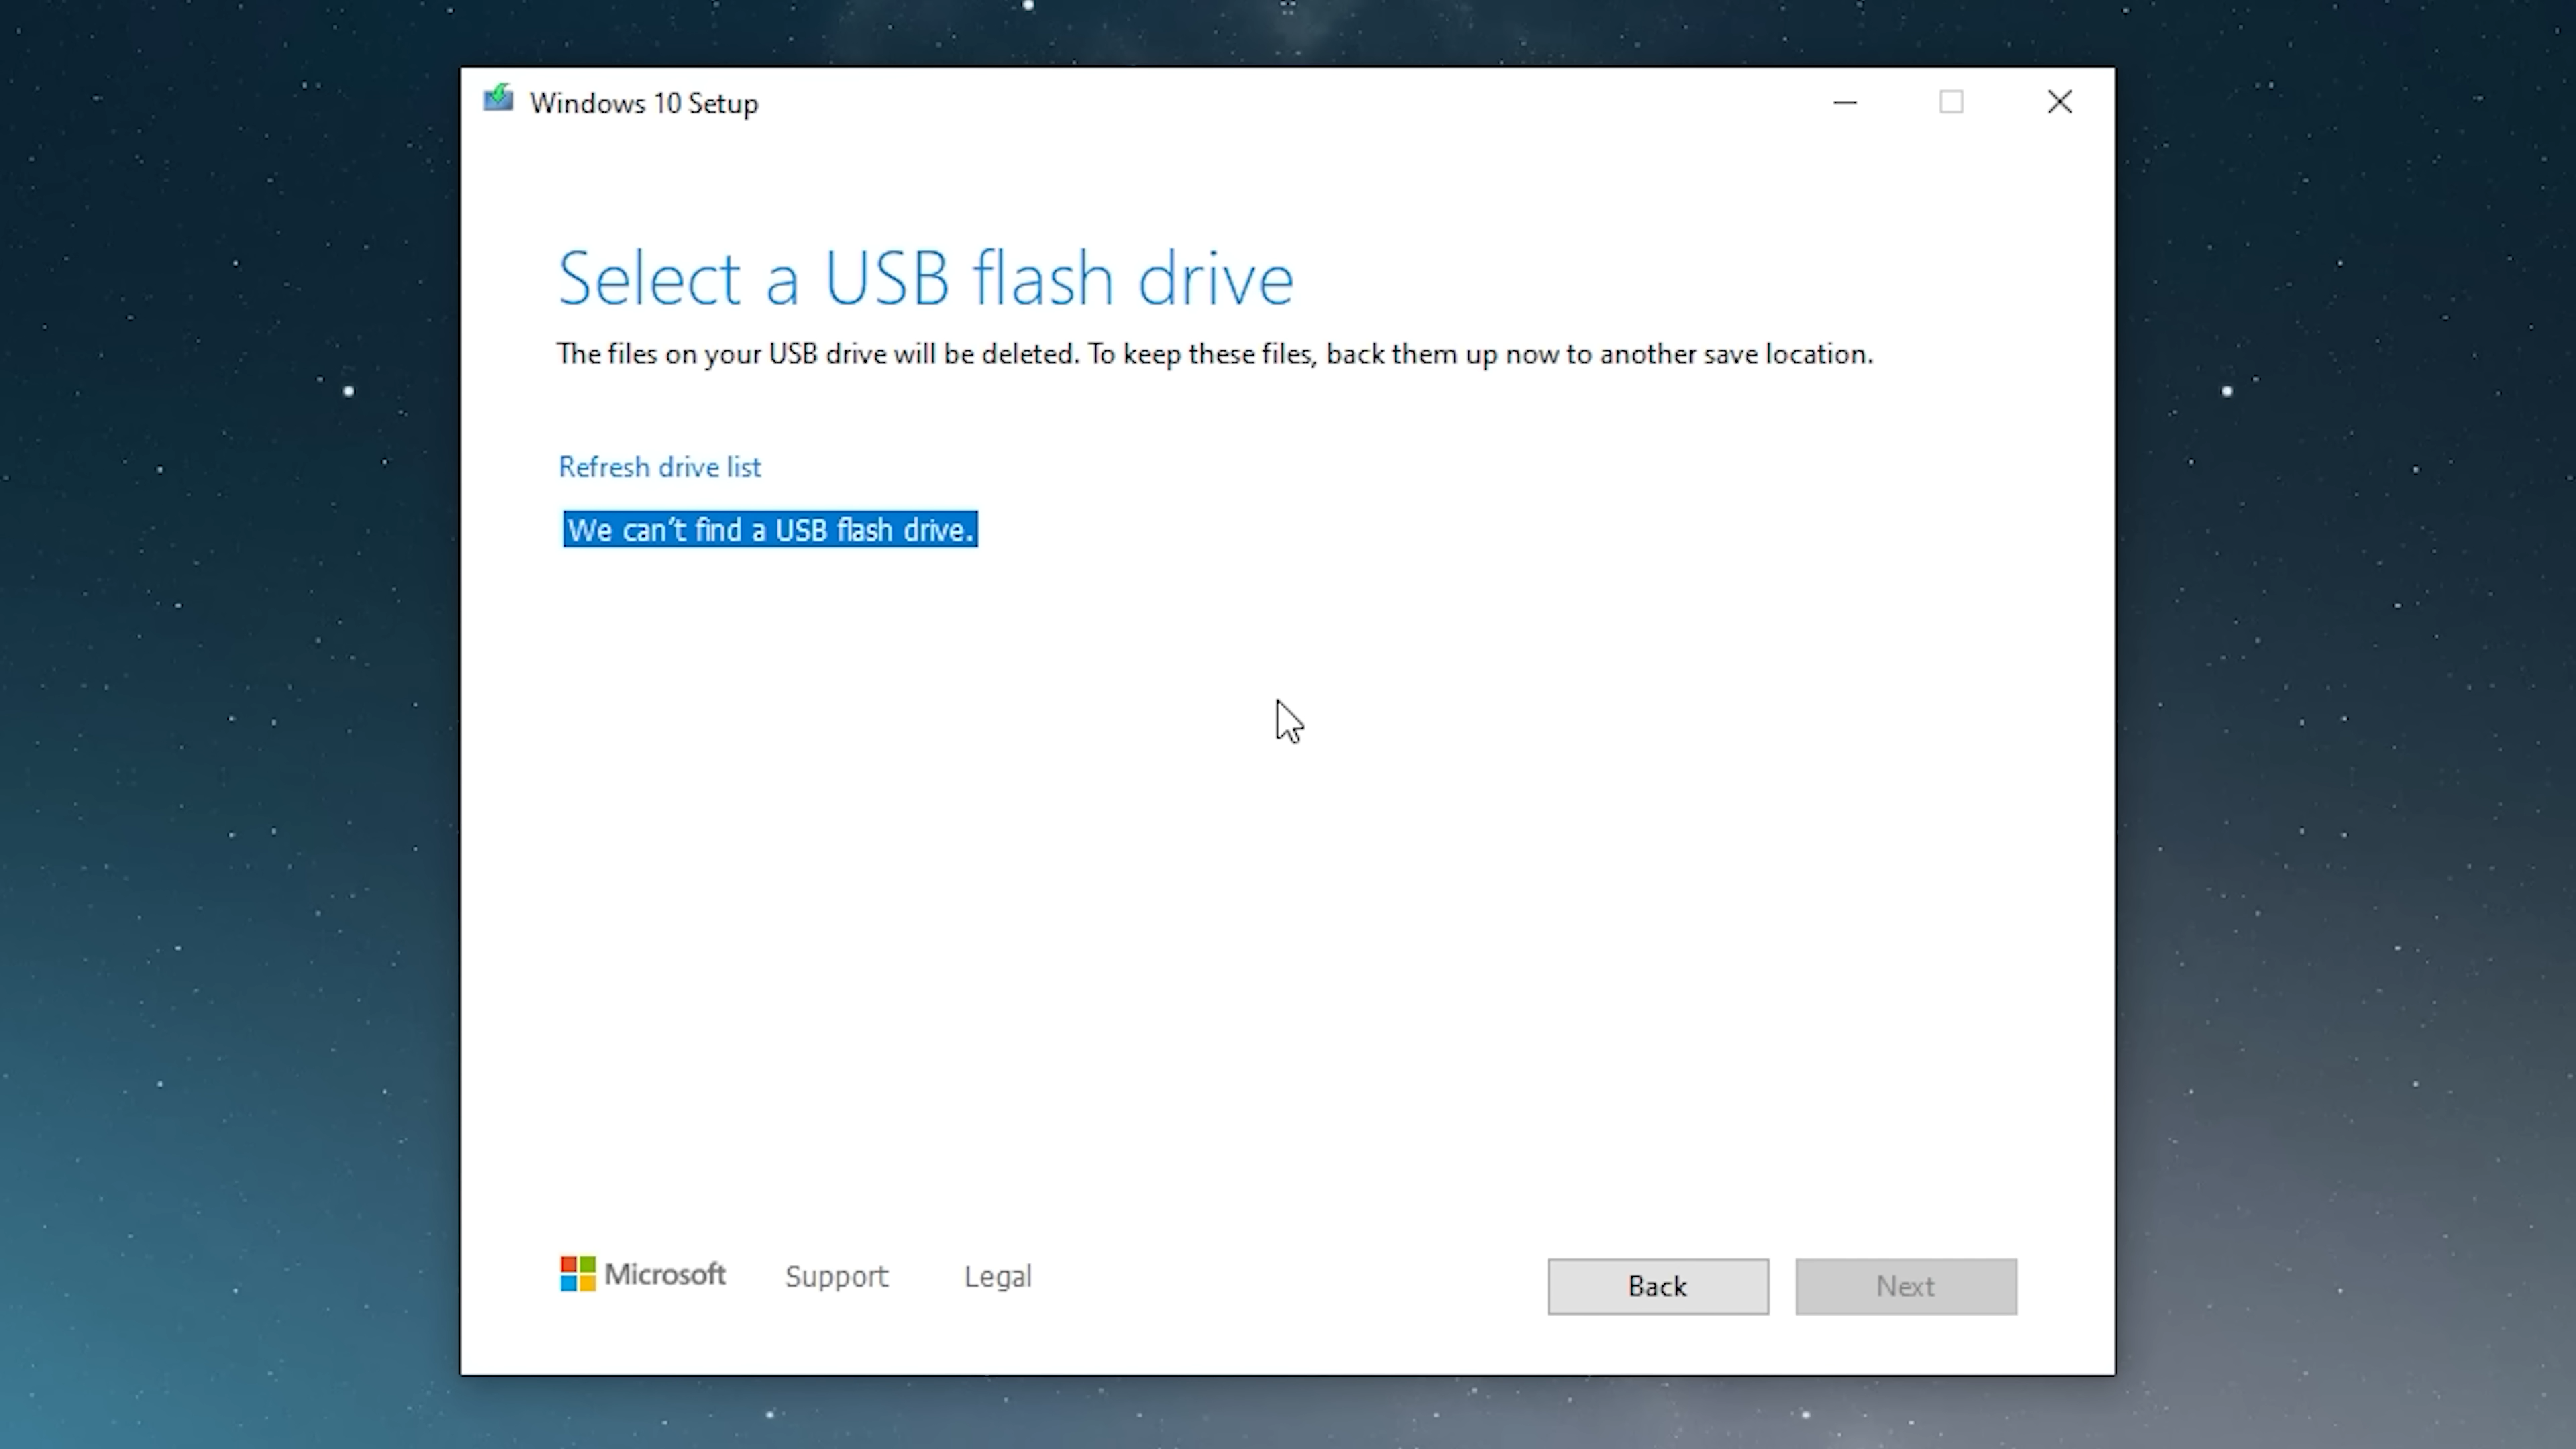 Windows 10 Setup
Select a USB flash drive
The files on your USB drive will be deleted. To keep these files, back them up now to another save location.
Refresh drive list
We can’t find a USB flash drive.
Microsoft Support Legal Back Next